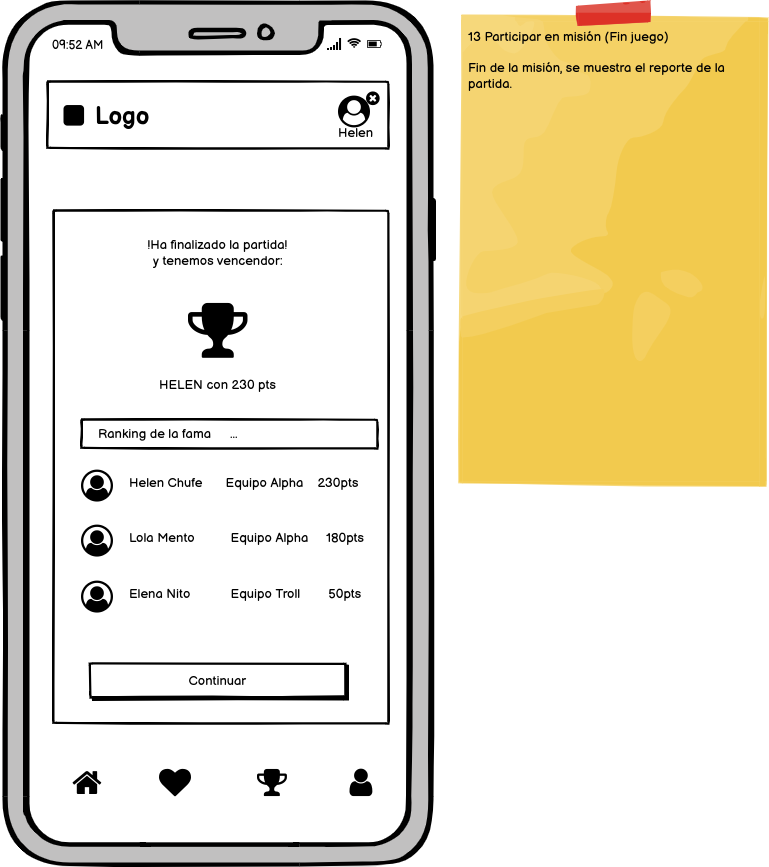 09:52 AM
Logo
Helen
!Ha finalizado la partida!
y tenemos vencendor:
HELEN con 230 pts
Ranking de la fama ...
Helen Chufe Equipo Alpha 230pts
Lola Mento Equipo Alpha 180pts
Elena Nito Equipo Troll 50pts
Continuar
13 Participar en misión (Fin juego)
Fin de la misión, se muestra el reporte de la
partida.